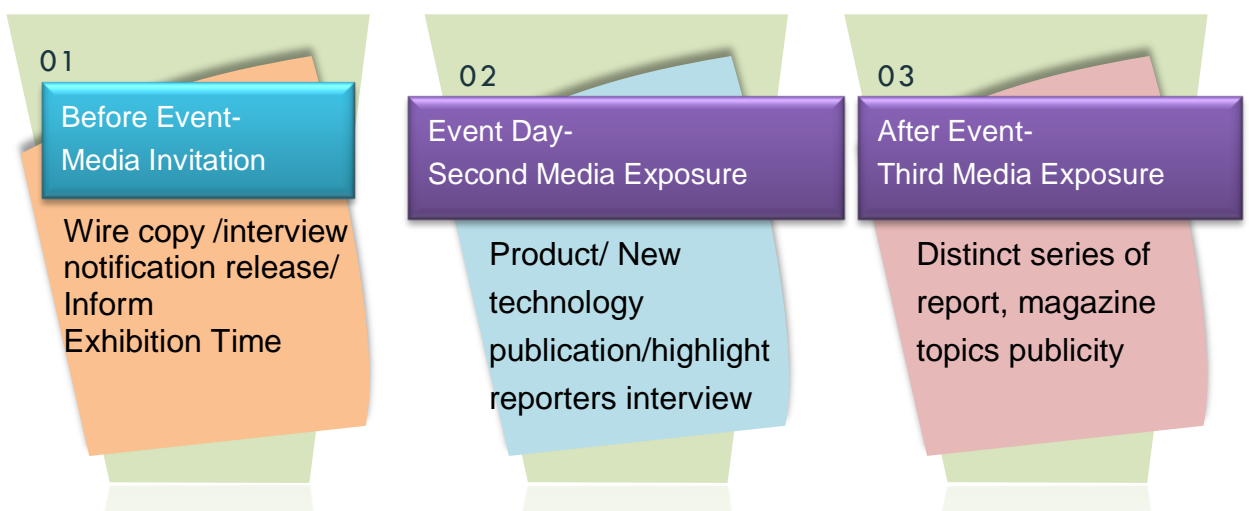 01
Before Event-
Media Invitation
Wire copy /interview
notification release/
Inform
Exhibition Time
02
Event Day-
Second Media Exposure
Product/ New
technology
publication/highlight
reporters interview
03
After Event-
Third Media Exposure
Distinct series of
report, magazine
topics publicity